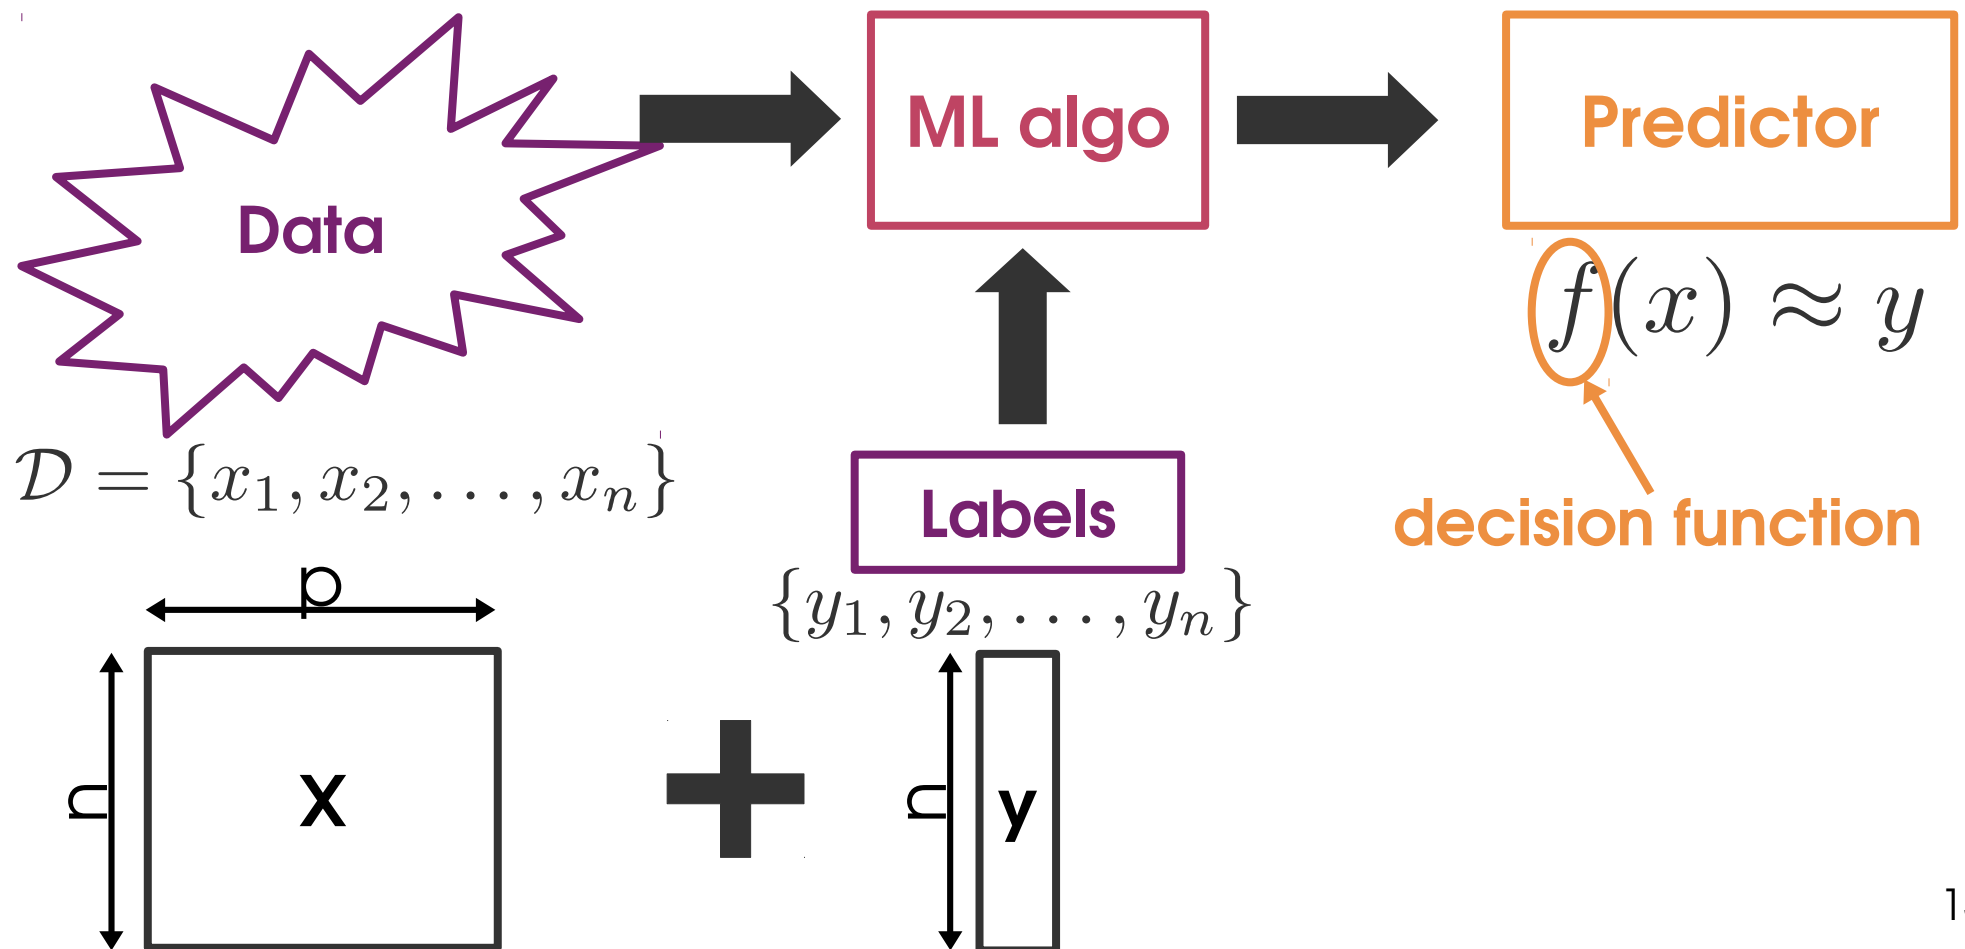 Data
ML algo
Predictor
f(x) ≈ y
decision function
𝒟 = {x₁, x₂, . . . , xₙ}
Labels
{y₁, y₂, . . . , yₙ}
p
n
X
n
y